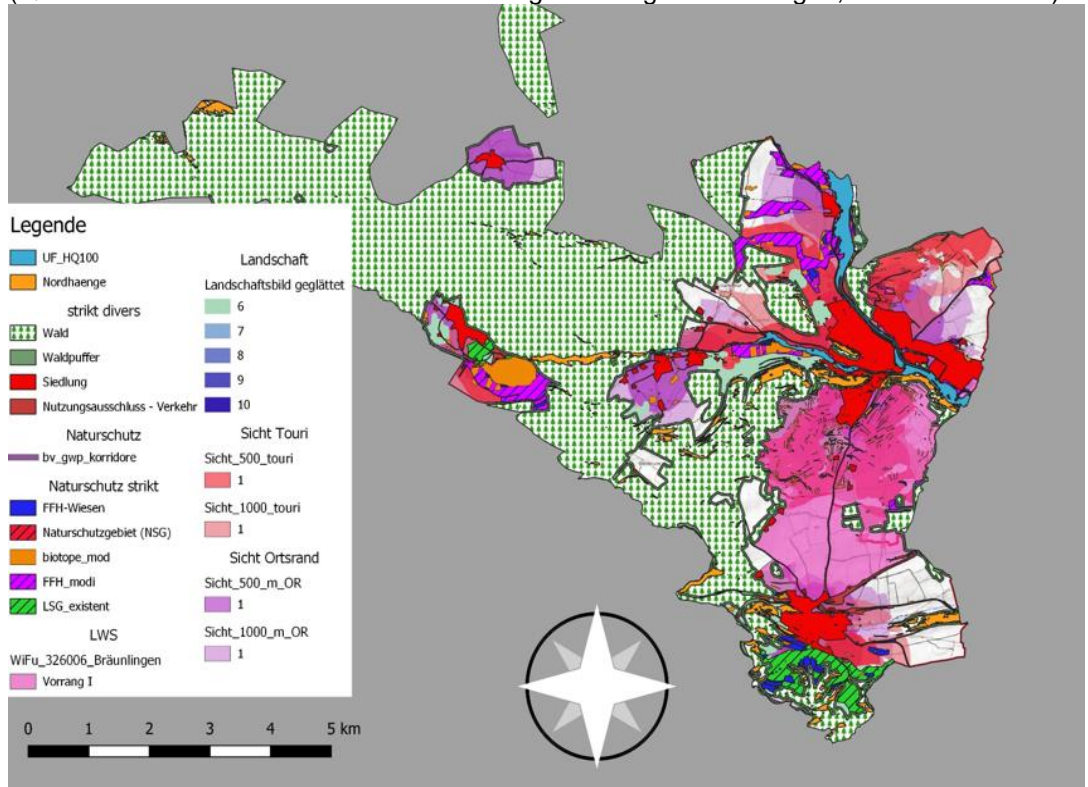 Legende
UF_HQ100
Nordhaenge
strikt divers
Wald
Waldpuffer
Siedlung
Nutzungsausschluss - Verkehr
Naturschutz
bv_gwp_korridore
Naturschutz strikt
FFH-Wiesen
Naturschutzgebiet (NSG)
biotope_mod
FFH_modi
LSG_existent
LWS
WiFu_326006_Bräunlingen
Vorrang I
Landschaft
Landschaftsbild geglättet
6
7
8
9
10
Sicht Touri
Sicht_500_touri
1
Sicht_1000_touri
1
Sicht Ortsrand
Sicht_500_m_OR
1
Sicht_1000_m_OR
1
0 1 2 3 4 5 km